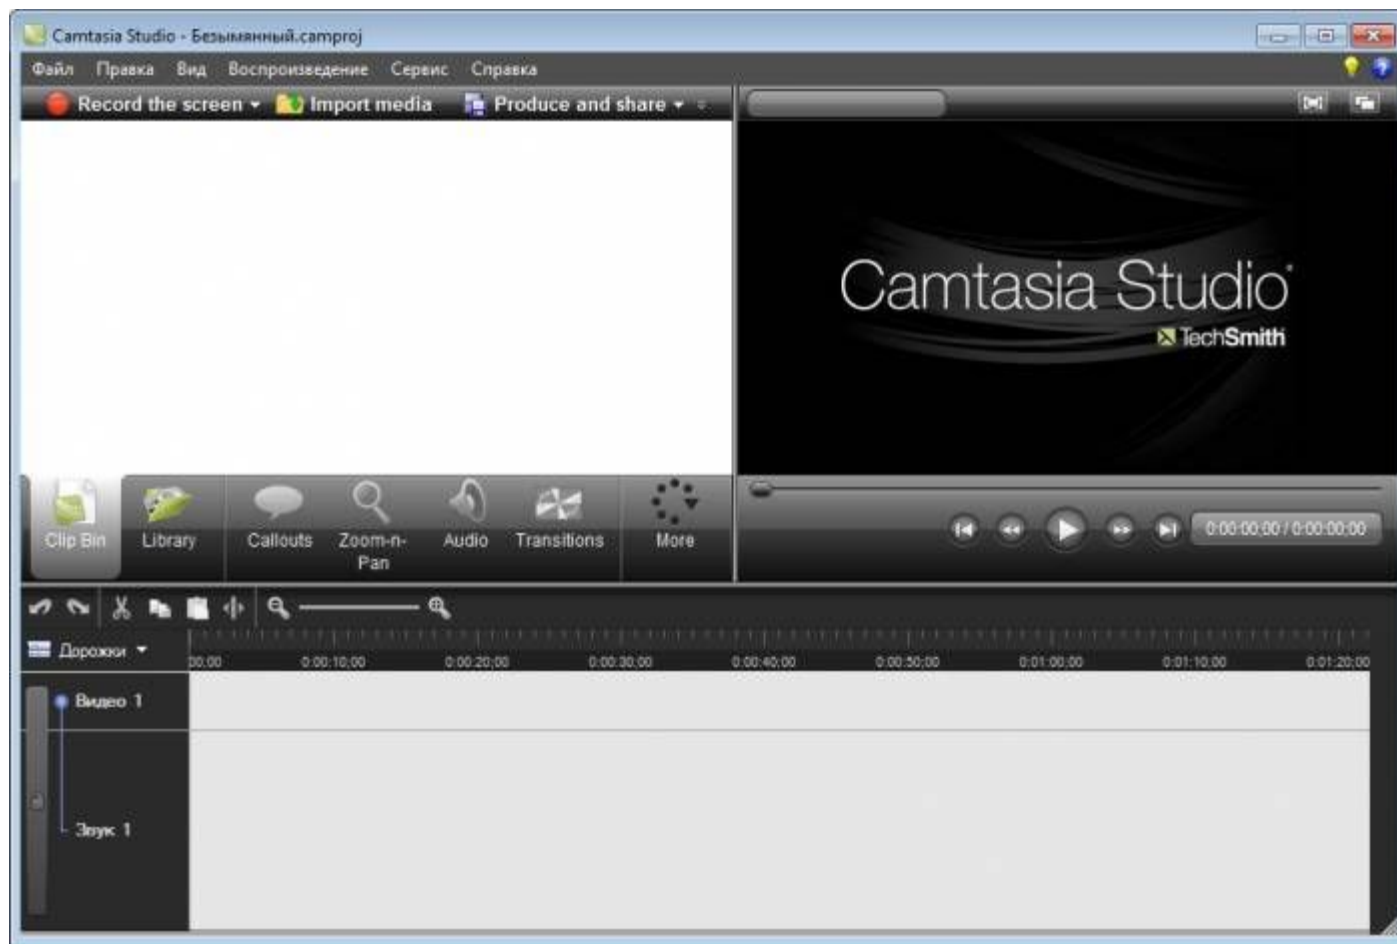 Camtasia Studio - Безымянный.camproj
Файл Правка Вид Воспроизведение Сервис Справка
Record the screen Import media Produce and share
Camtasia Studio®
TechSmith
Clip Bin Library Callouts Zoom-n-Pan Audio Transitions More
0:00:00;00 / 0:00:00;00
Дорожки
00:00 0:00:10;00 0:00:20;00 0:00:30;00 0:00:40;00 0:00:50;00 0:01:00;00 0:01:10;00 0:01:20;00
Видео 1
Звук 1